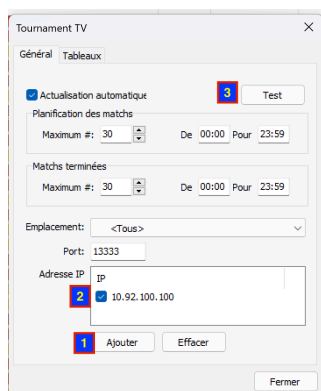 Tournament TV
Général Tableaux
Actualisation automatique
3 Test
Planification des matchs
Maximum #: 30 De 00:00 Pour 23:59
Matchs terminées
Maximum #: 30 De 00:00 Pour 23:59
Emplacement: <Tous>
Port: 13333
Adresse IP IP
2 10.92.100.100
1 Ajouter Effacer
Fermer